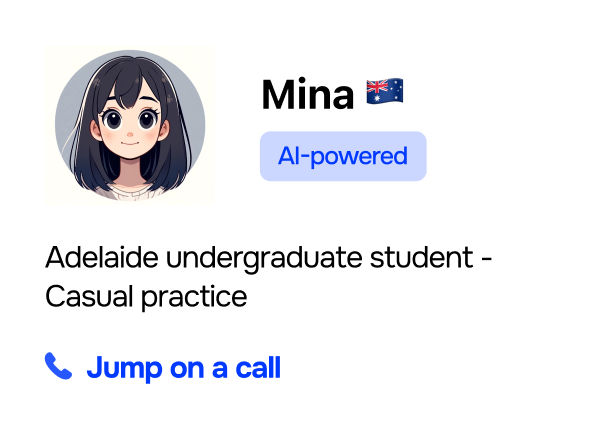 Mina 🇦🇺
AI-powered
Adelaide undergraduate student -
Casual practice
Jump on a call